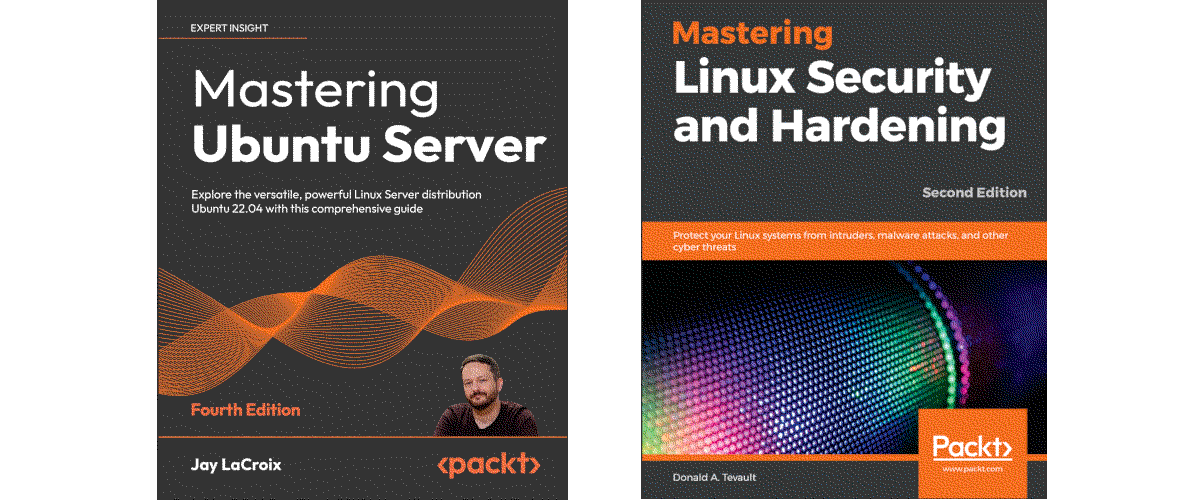 EXPERT INSIGHT
Mastering
Ubuntu Server
Explore the versatile, powerful Linux Server distribution
Ubuntu 22.04 with this comprehensive guide
Fourth Edition
Jay LaCroix
<packt>
Mastering
Linux Security
and Hardening
Second Edition
Protect your Linux systems from intruders, malware attacks, and other
cyber threats
Packt>
www.packt.com
Donald A. Tevault